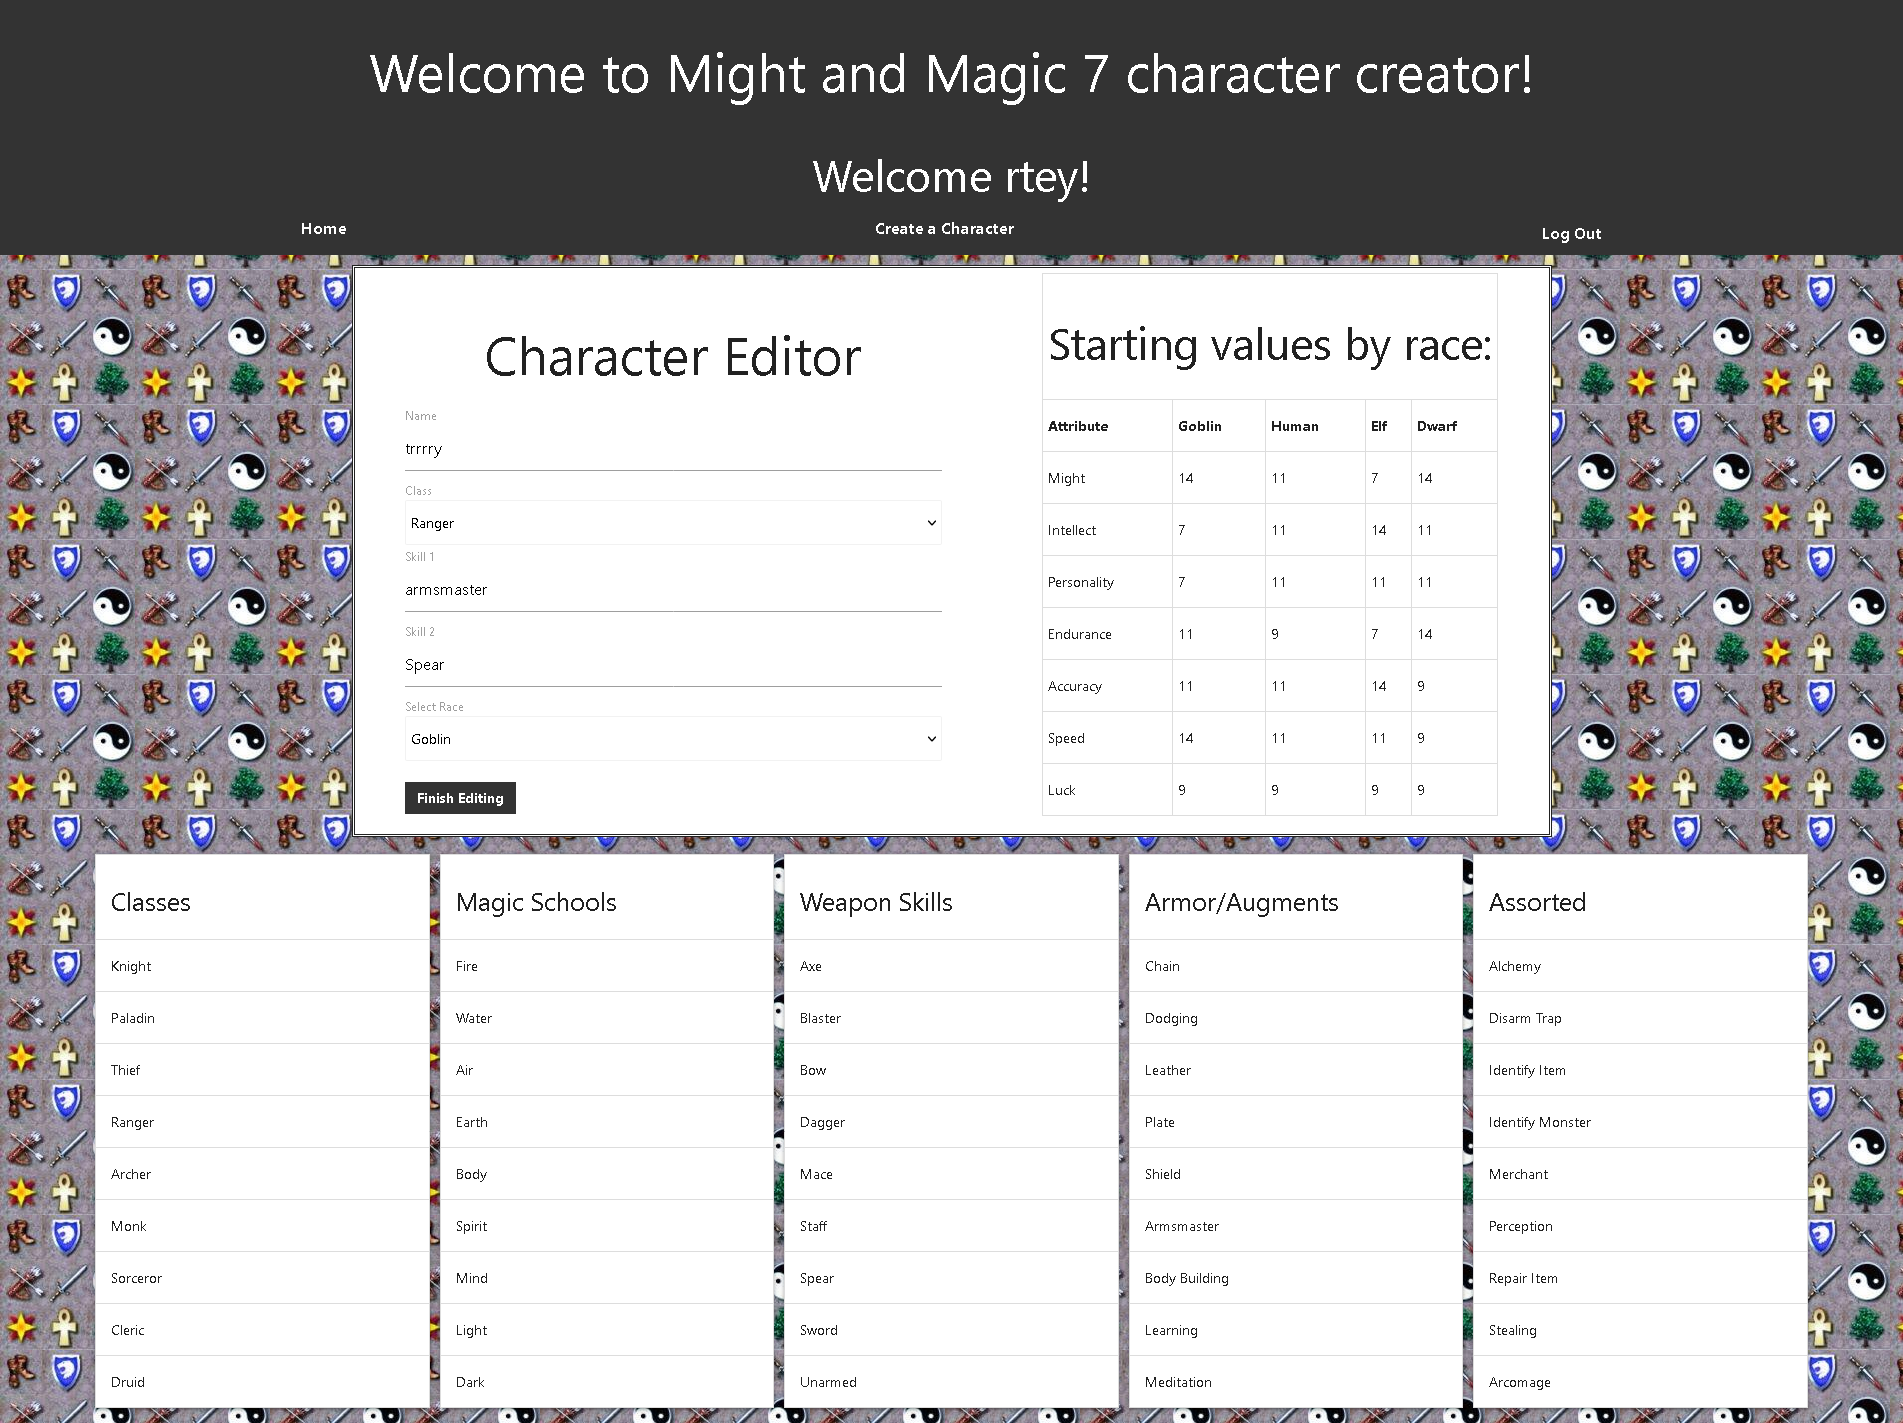 Welcome to Might and Magic 7 character creator!
Welcome rtey!
Home
Create a Character
Log Out
Character Editor
Name
trrrry
Class
Ranger
Skill 1
armsmaster
Skill 2
Spear
Select Race
Goblin
Finish Editing
Starting values by race:
Attribute Goblin Human Elf Dwarf
Might 14 11 7 14
Intellect 7 11 14 11
Personality 7 11 11 11
Endurance 11 9 7 14
Accuracy 11 11 14 9
Speed 14 11 11 9
Luck 9 9 9 9
Classes
Knight
Paladin
Thief
Ranger
Archer
Monk
Sorceror
Cleric
Druid
Magic Schools
Fire
Water
Air
Earth
Body
Spirit
Mind
Light
Dark
Weapon Skills
Axe
Blaster
Bow
Dagger
Mace
Staff
Spear
Sword
Unarmed
Armor/Augments
Chain
Dodging
Leather
Plate
Shield
Armsmaster
Body Building
Learning
Meditation
Assorted
Alchemy
Disarm Trap
Identify Item
Identify Monster
Merchant
Perception
Repair Item
Stealing
Arcomage